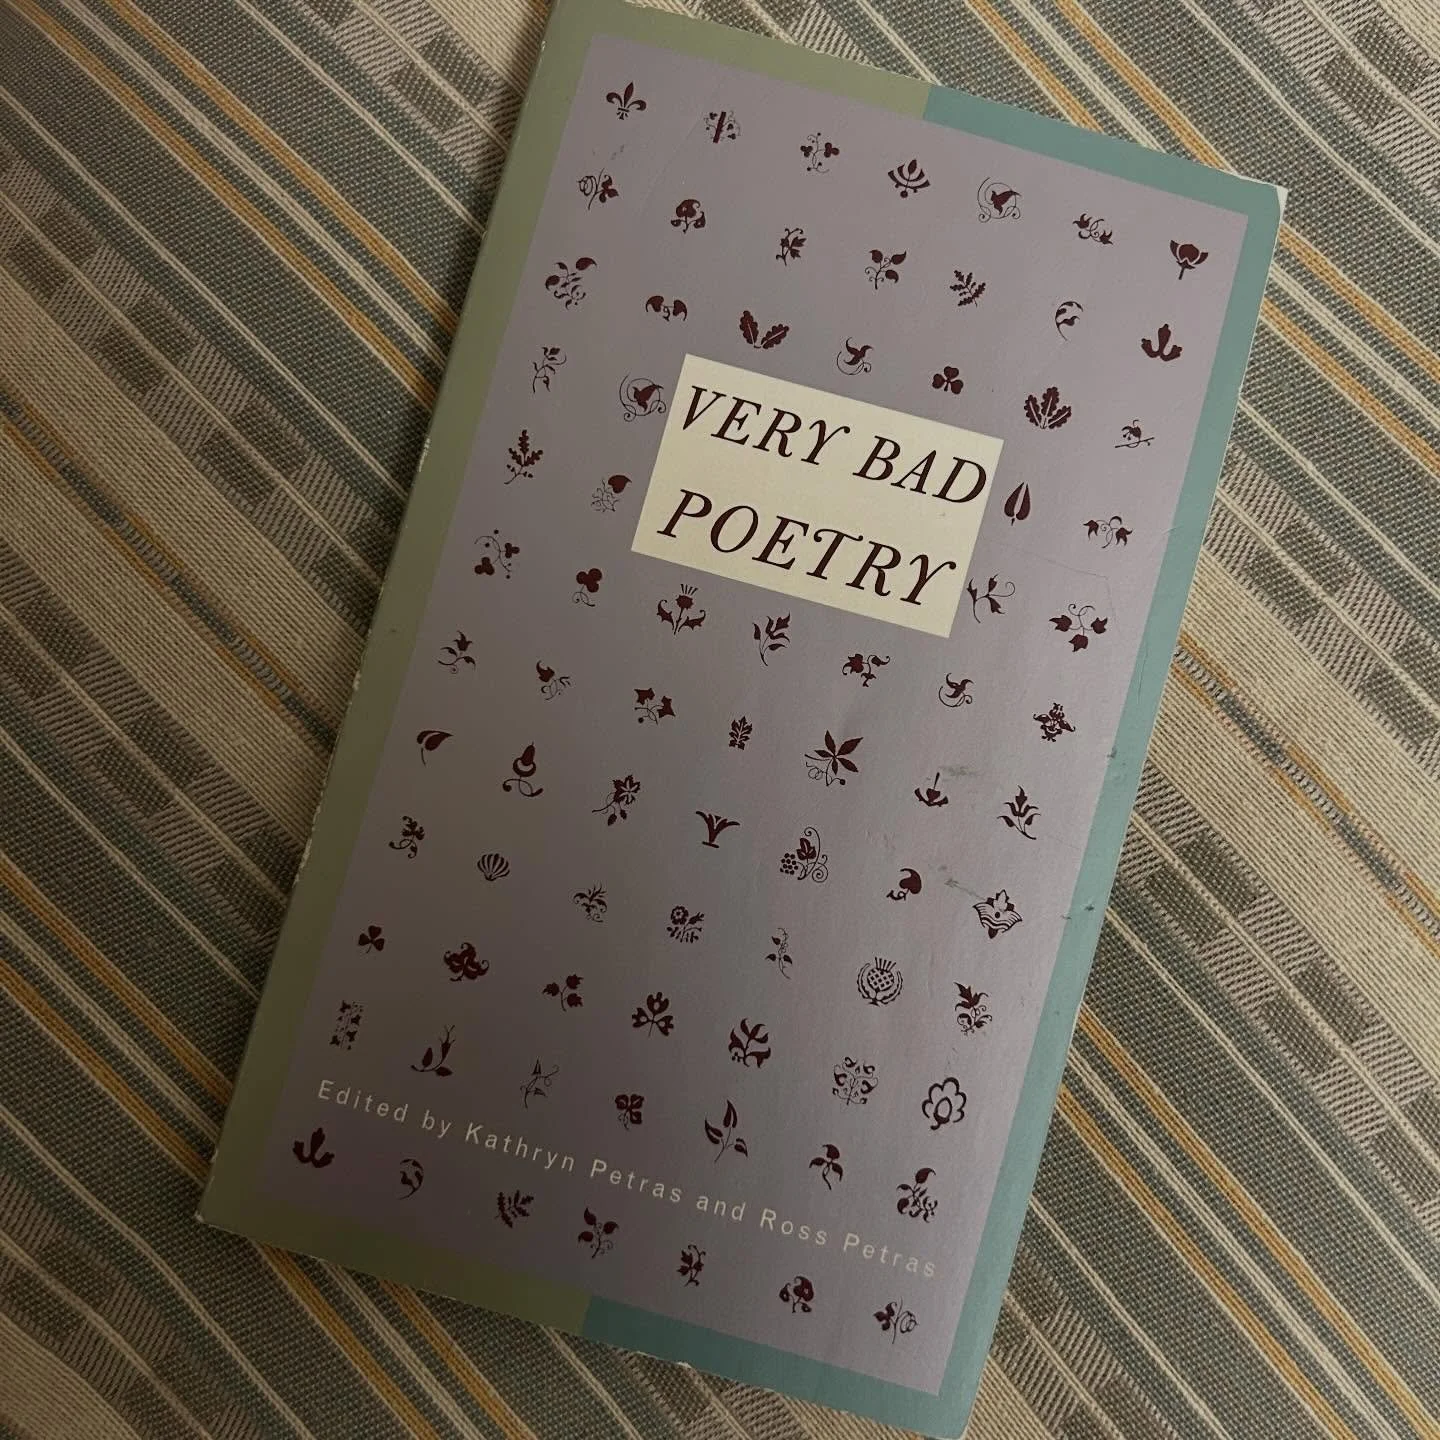 VERY BAD
POETRY
Edited by Kathryn Petras and Ross Petras